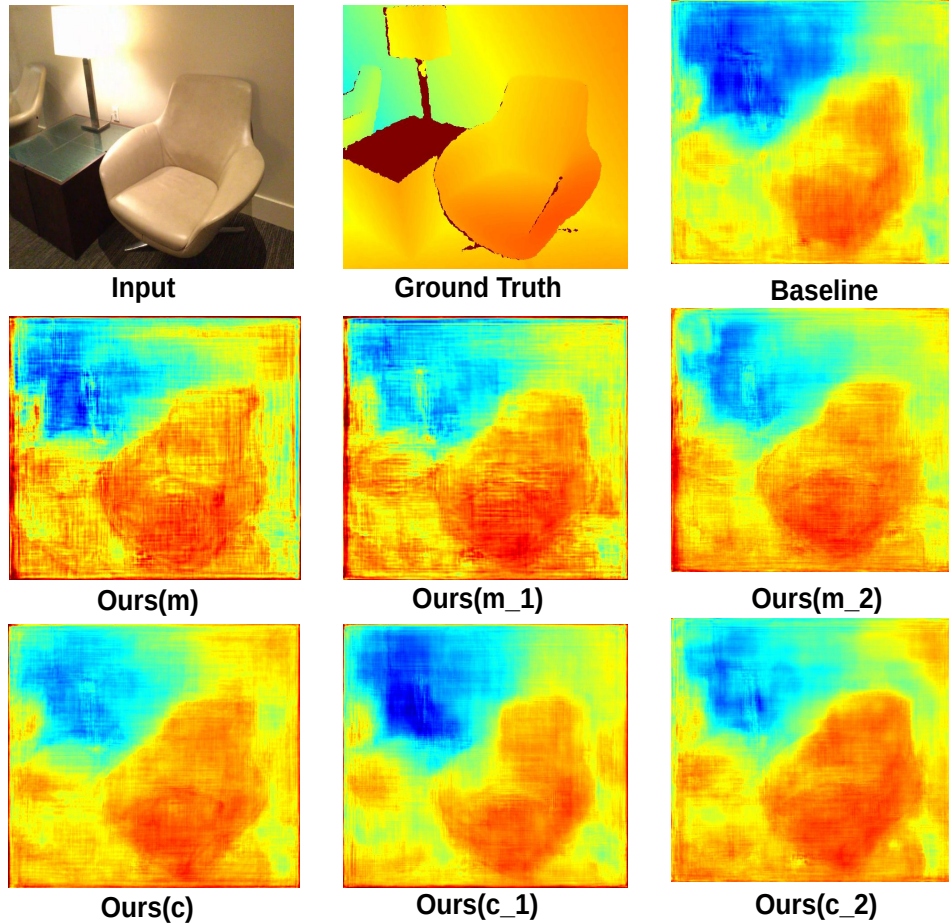 Input
Ground Truth
Baseline
Ours(m)
Ours(m_1)
Ours(m_2)
Ours(c)
Ours(c_1)
Ours(c_2)